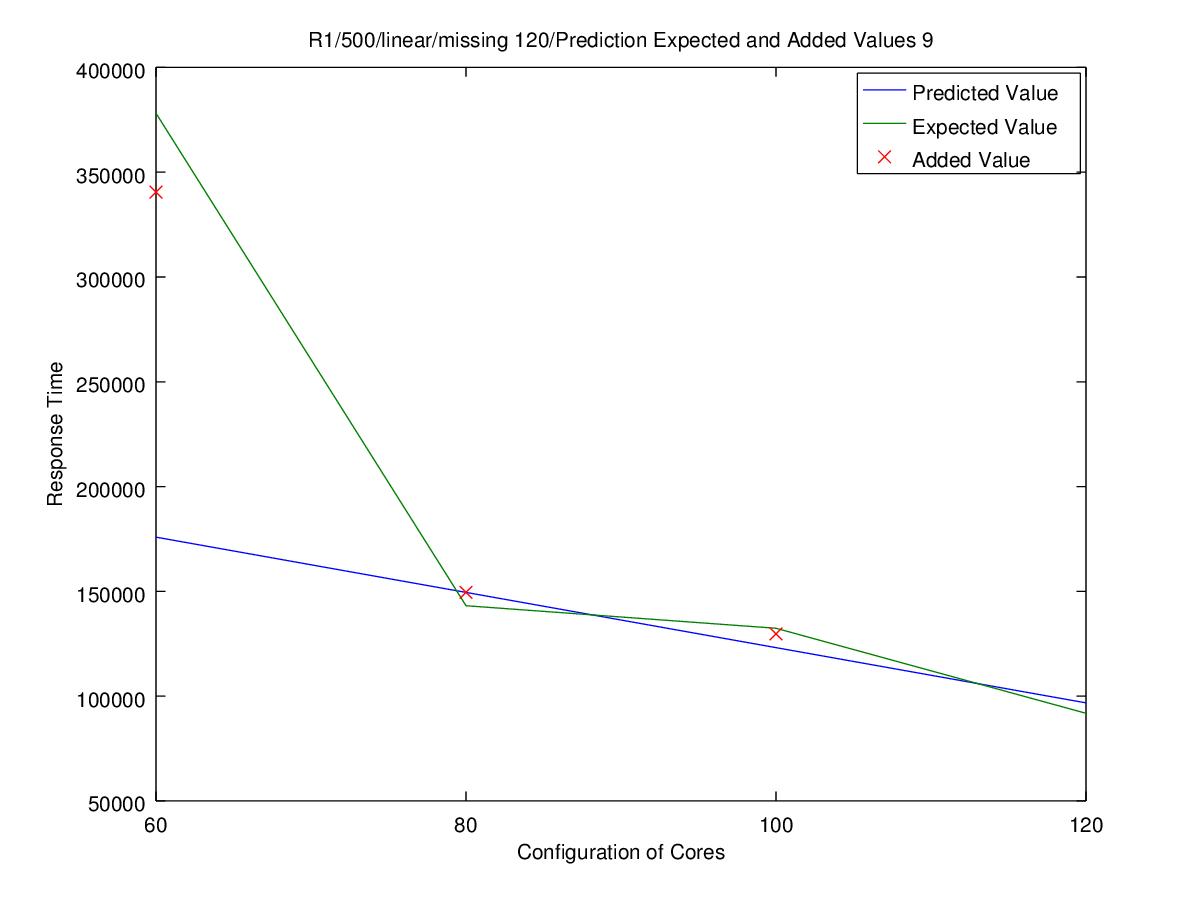 R1/500/linear/missing 120/Prediction Expected and Added Values 9
400000
350000
300000
250000
200000
150000
100000
50000
60
80
100
120
Response Time
Configuration of Cores
Predicted Value
Expected Value
Added Value